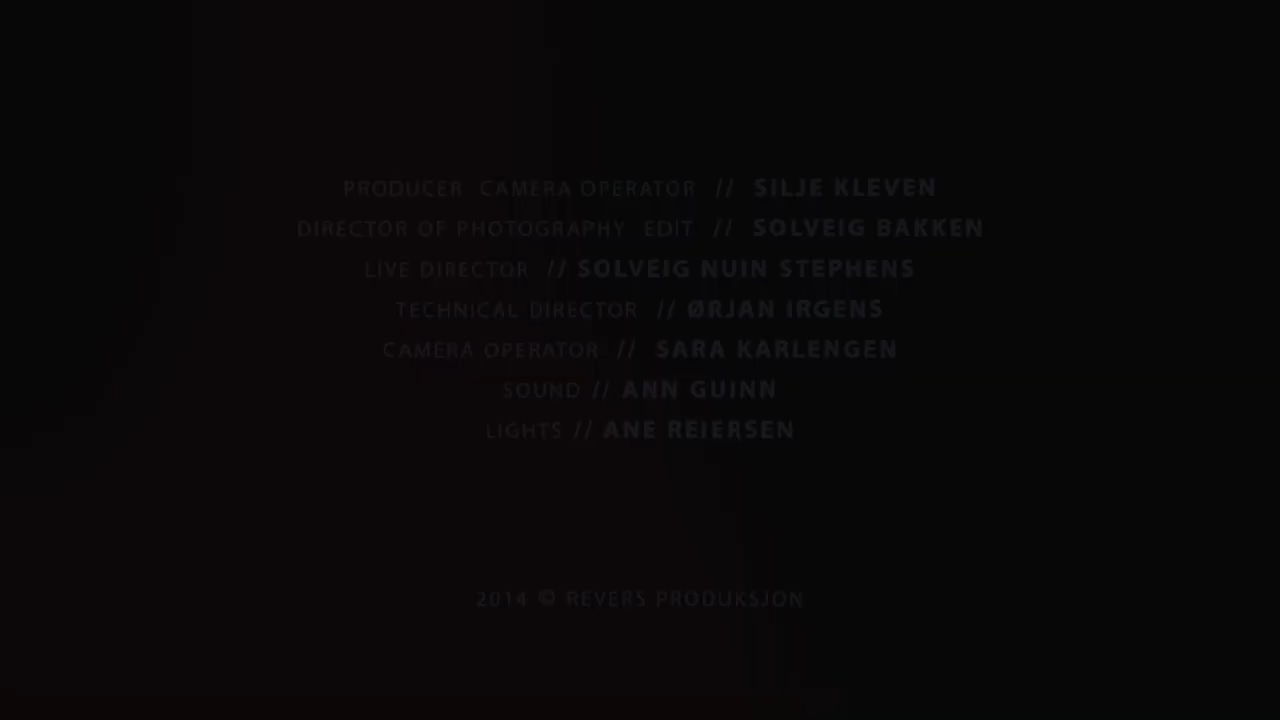 PRODUCER CAMERA OPERATOR // SILJE KLEVEN
DIRECTOR OF PHOTOGRAPHY EDIT // SOLVEIG BAKKEN
LIVE DIRECTOR // SOLVEIG NUIN STEPHENS
TECHNICAL DIRECTOR // ØRJAN IRGENS
CAMERA OPERATOR // SARA KARLENGEN
SOUND // ANN GUINN
LIGHTS // ANE REIERSEN
2014 © REVERS PRODUKSJON